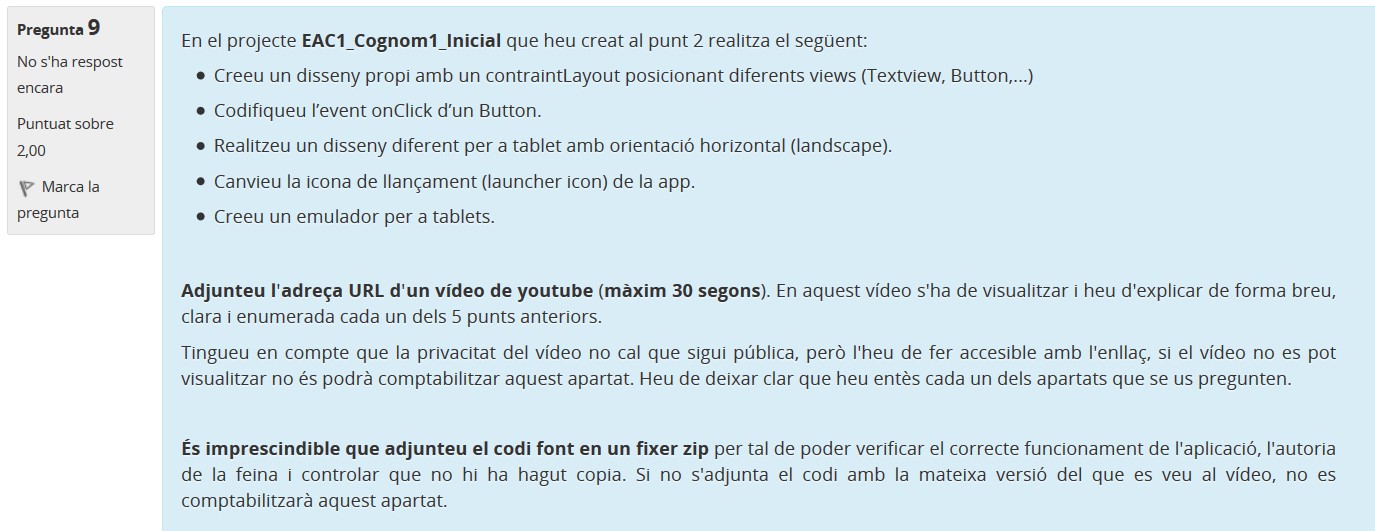 Pregunta 9
No s'ha respost
encara
Puntuat sobre
2,00
Marca la
pregunta
En el projecte EAC1_Cognom1_Inicial que heu creat al punt 2 realitza el següent:
• Creeu un disseny propi amb un contraintLayout posicionant diferents views (Textview, Button,...)
• Codifiqueu l’event onClick d’un Button.
• Realitzeu un disseny diferent per a tablet amb orientació horizontal (landscape).
• Canvieu la icona de llançament (launcher icon) de la app.
• Creeu un emulador per a tablets.
Adjunteu l'adreça URL d'un vídeo de youtube (màxim 30 segons). En aquest vídeo s'ha de visualitzar i heu d'explicar de forma breu,
clara i enumerada cada un dels 5 punts anteriors.
Tingueu en compte que la privacitat del vídeo no cal que sigui pública, però l'heu de fer accesible amb l'enllaç, si el vídeo no es pot
visualitzar no és podrà comptabilitzar aquest apartat. Heu de deixar clar que heu entès cada un dels apartats que se us pregunten.
És imprescindible que adjunteu el codi font en un fixer zip per tal de poder verificar el correcte funcionament de l'aplicació, l'autoria
de la feina i controlar que no hi ha hagut copia. Si no s'adjunta el codi amb la mateixa versió del que es veu al vídeo, no es
comptabilitzarà aquest apartat.